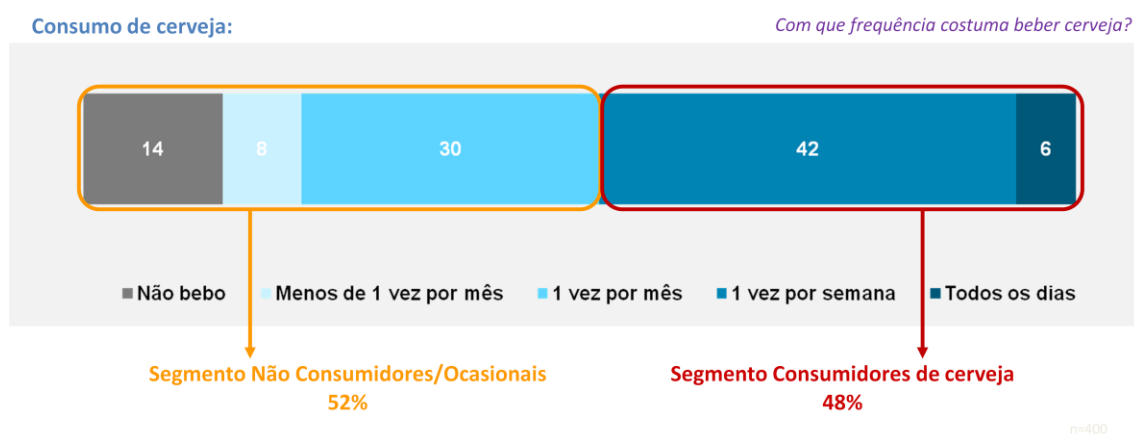 Consumo de cerveja:
Com que frequência costuma beber cerveja?
14 8 30 42 6
Não bebo Menos de 1 vez por mês 1 vez por mês 1 vez por semana Todos os dias
Segmento Não Consumidores/Ocasionais
52%
Segmento Consumidores de cerveja
48%
n=400